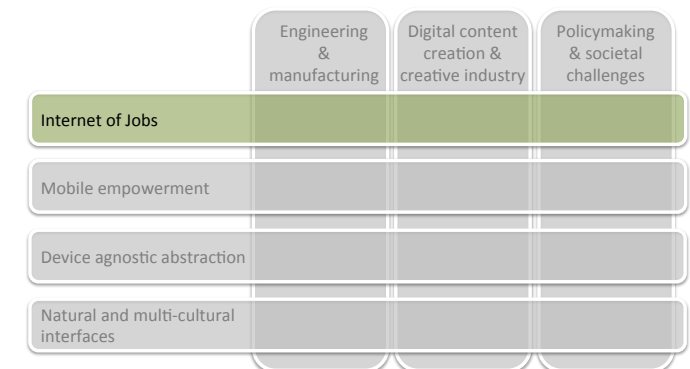 Engineering
&
manufacturing
Digital content
creation &
creative industry
Policymaking
& societal
challenges
Internet of Jobs
Mobile empowerment
Device agnostic abstraction
Natural and multi-cultural
interfaces